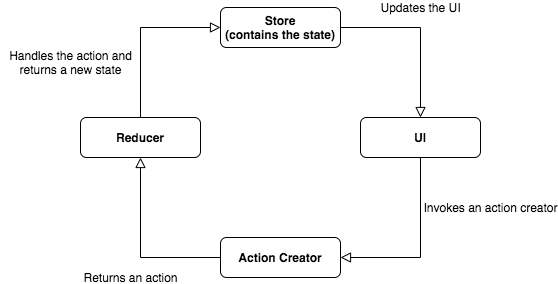 Updates the UI
Store
(contains the state)
Handles the action and
returns a new state
Reducer
UI
Invokes an action creator
Action Creator
Returns an action